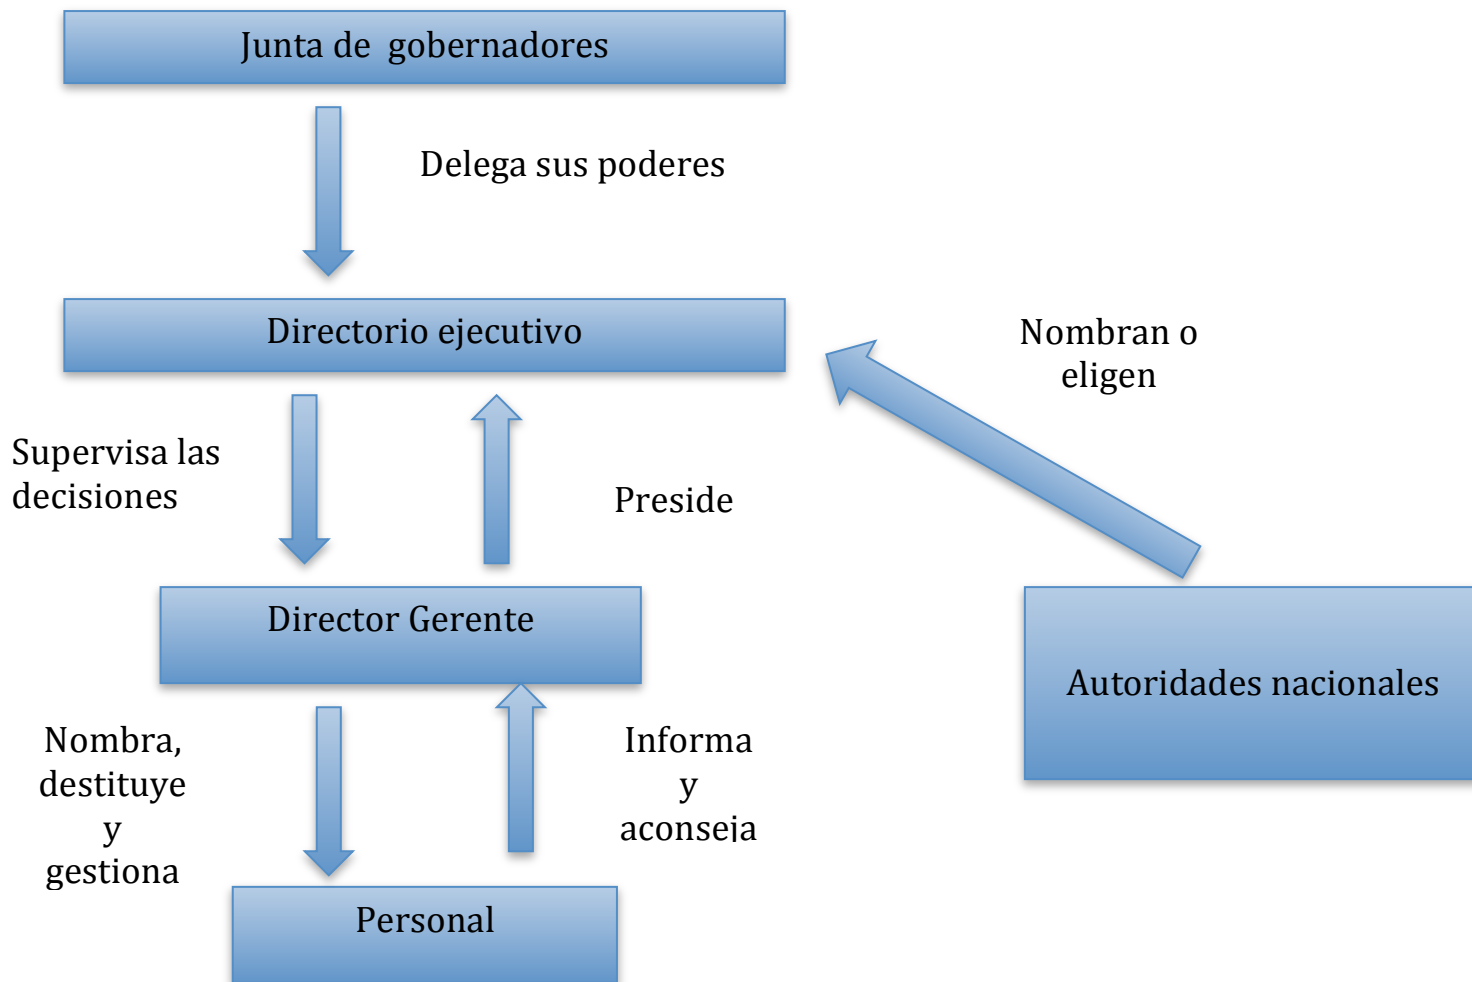 Junta de  gobernadores
Delega sus poderes
Directorio ejecutivo
Nombran o
eligen
Supervisa las
decisiones
Preside
Director Gerente
Autoridades nacionales
Nombra,
destituye
y
gestiona
Informa
y
aconseja
Personal